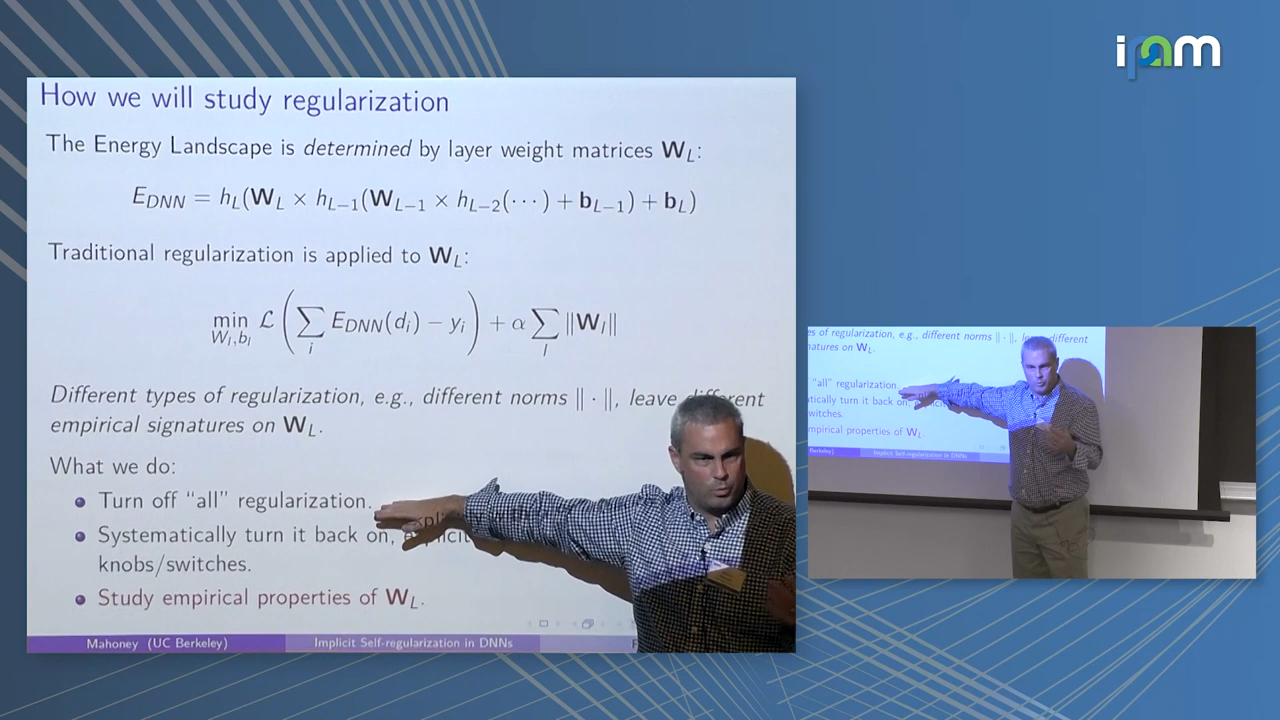 ipam
How we will study regularization
The Energy Landscape is determined by layer weight matrices W_L:
E_DNN = h_L(W_L × h_{L−1}(W_{L−1} × h_{L−2}(···) + b_{L−1}) + b_L)
Traditional regularization is applied to W_L:
min_{W_l,b_l} ℒ (∑_i E_DNN(d_i) − y_i) + α ∑_l ‖W_l‖
Different types of regularization, e.g., different norms ‖ · ‖, leave different
empirical signatures on W_L.
What we do:
Turn off “all” regularization.
Systematically turn it back on, explicit
knobs/switches.
Study empirical properties of W_L.
Mahoney (UC Berkeley)
Implicit Self-regularization in DNNs
es of regularization, e.g., different norms ‖ · ‖, different
natures on W_L.
“all” regularization.
atically turn it back on,
witches.
mpirical properties of W_L.
Berkeley)
Implicit Self-regularization in DNNs